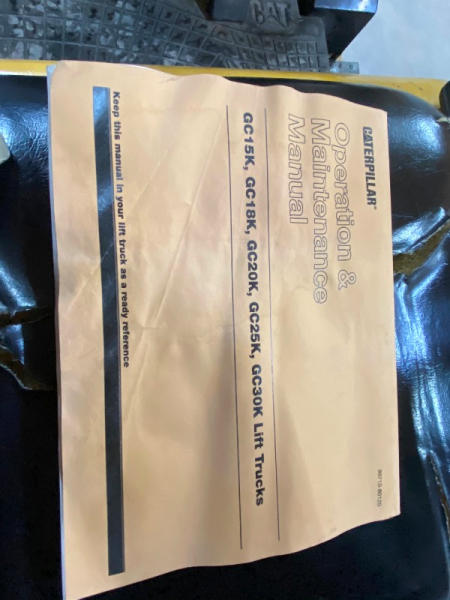 CAT
CATERPILLAR®
Operation &
Maintenance
Manual
GC15K, GC18K, GC20K, GC25K, GC30K Lift Trucks
Keep this manual in your lift truck as a ready reference